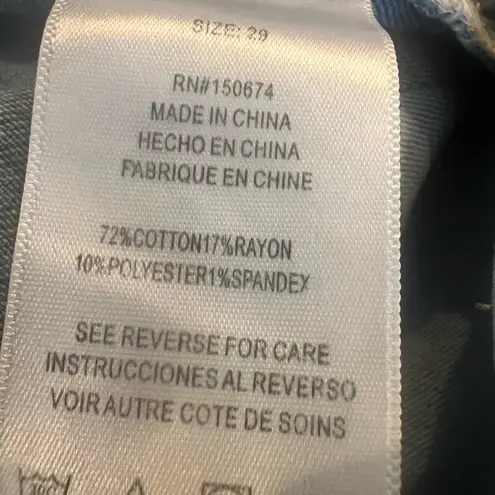 SIZE: 29
RN#150674
MADE IN CHINA
HECHO EN CHINA
FABRIQUE EN CHINE
72%COTTON17%RAYON
10%POLYESTER1%SPANDEX
SEE REVERSE FOR CARE
INSTRUCCIONES AL REVERSO
VOIR AUTRE COTE DE SOINS